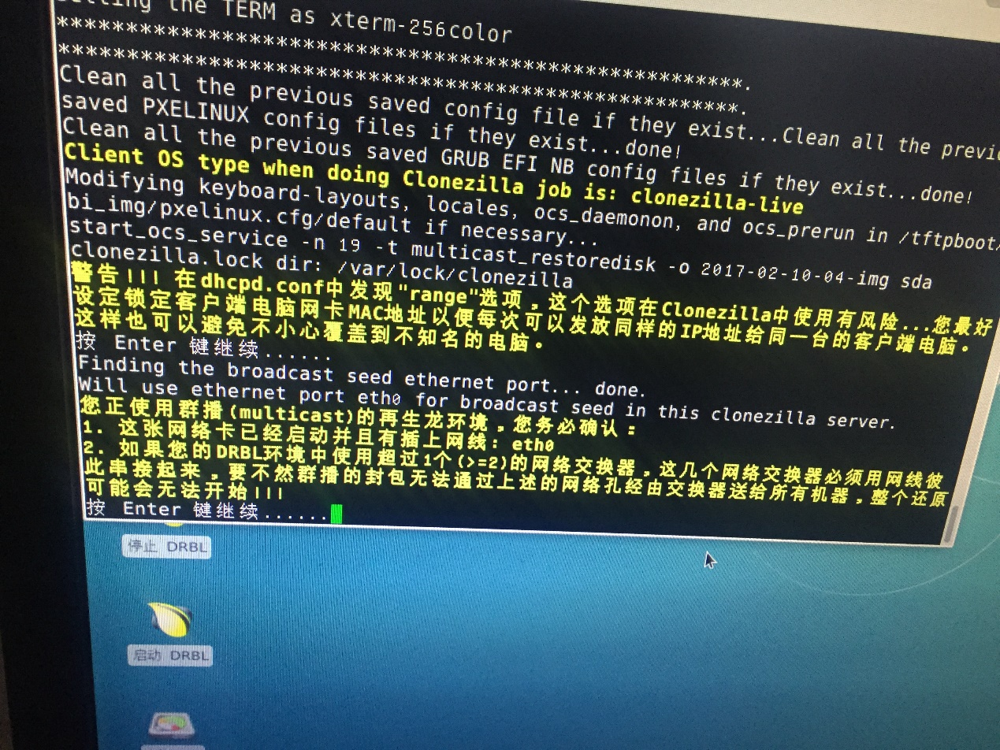 the TERM as xterm-256color
************************************************************.
************************************************************.
Clean all the previous saved config file if they exist...Clean all the
saved PXELINUX config files if they exist...done!
Clean all the previous saved GRUB EFI NB config files if they exist...done!
Client OS type when doing Clonezilla job is: clonezilla-live
Modifying keyboard-layouts, locales, ocs_daemonon, and ocs_prerun in /tftpboot/
bi_img/pxelinux.cfg/default if necessary...
start_ocs_service -n 19 -t multicast_restoredisk -o 2017-02-10-04-img sda
clonezilla.lock dir: /var/lock/clonezilla
警告!!! 在dhcpd.conf中发现"range"选项，这个选项在Clonezilla中使用有风险...您最好
设定锁定客户端电脑网卡MAC地址以便每次可以发放同样的IP地址给同一台的客户端电脑。
这样也可以避免不小心覆盖到不知名的电脑。
按 Enter 键继续......
Finding the broadcast seed ethernet port... done.
Will use ethernet port eth0 for broadcast seed in this clonezilla server.
您正使用群播(multicast)的再生龙环境，您务必确认：
1. 这张网络卡已经启动并且有插上网线: eth0
2. 如果您的DRBL环境中使用超过1个(>=2)的网络交换器，这几个网络交换器必须用网线彼
此串接起来，要不然群播的封包无法通过上述的网络孔经由交换器送给所有机器，整个还原
可能会无法开始!!!
按 Enter 键继续......
停止 DRBL
启动 DRBL